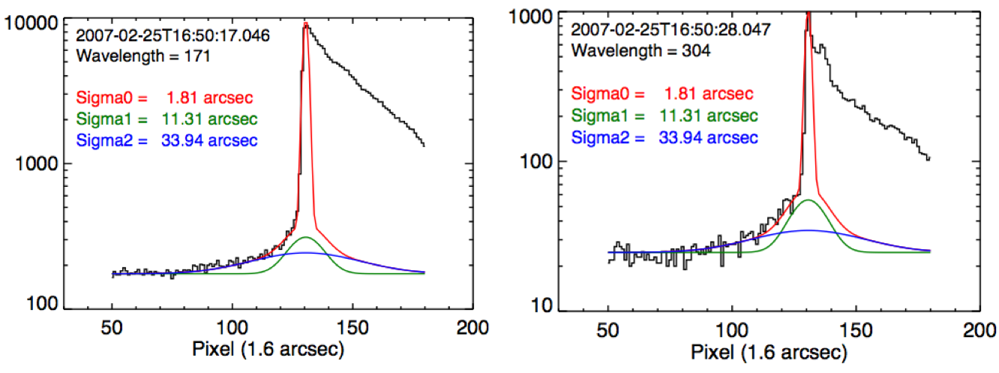 2007-02-25T16:50:17.046
Wavelength = 171
Sigma0 = 1.81 arcsec
Sigma1 = 11.31 arcsec
Sigma2 = 33.94 arcsec
10000
1000
100
50
100
150
200
Pixel (1.6 arcsec)
2007-02-25T16:50:28.047
Wavelength = 304
Sigma0 = 1.81 arcsec
Sigma1 = 11.31 arcsec
Sigma2 = 33.94 arcsec
1000
100
10
50
100
150
200
Pixel (1.6 arcsec)